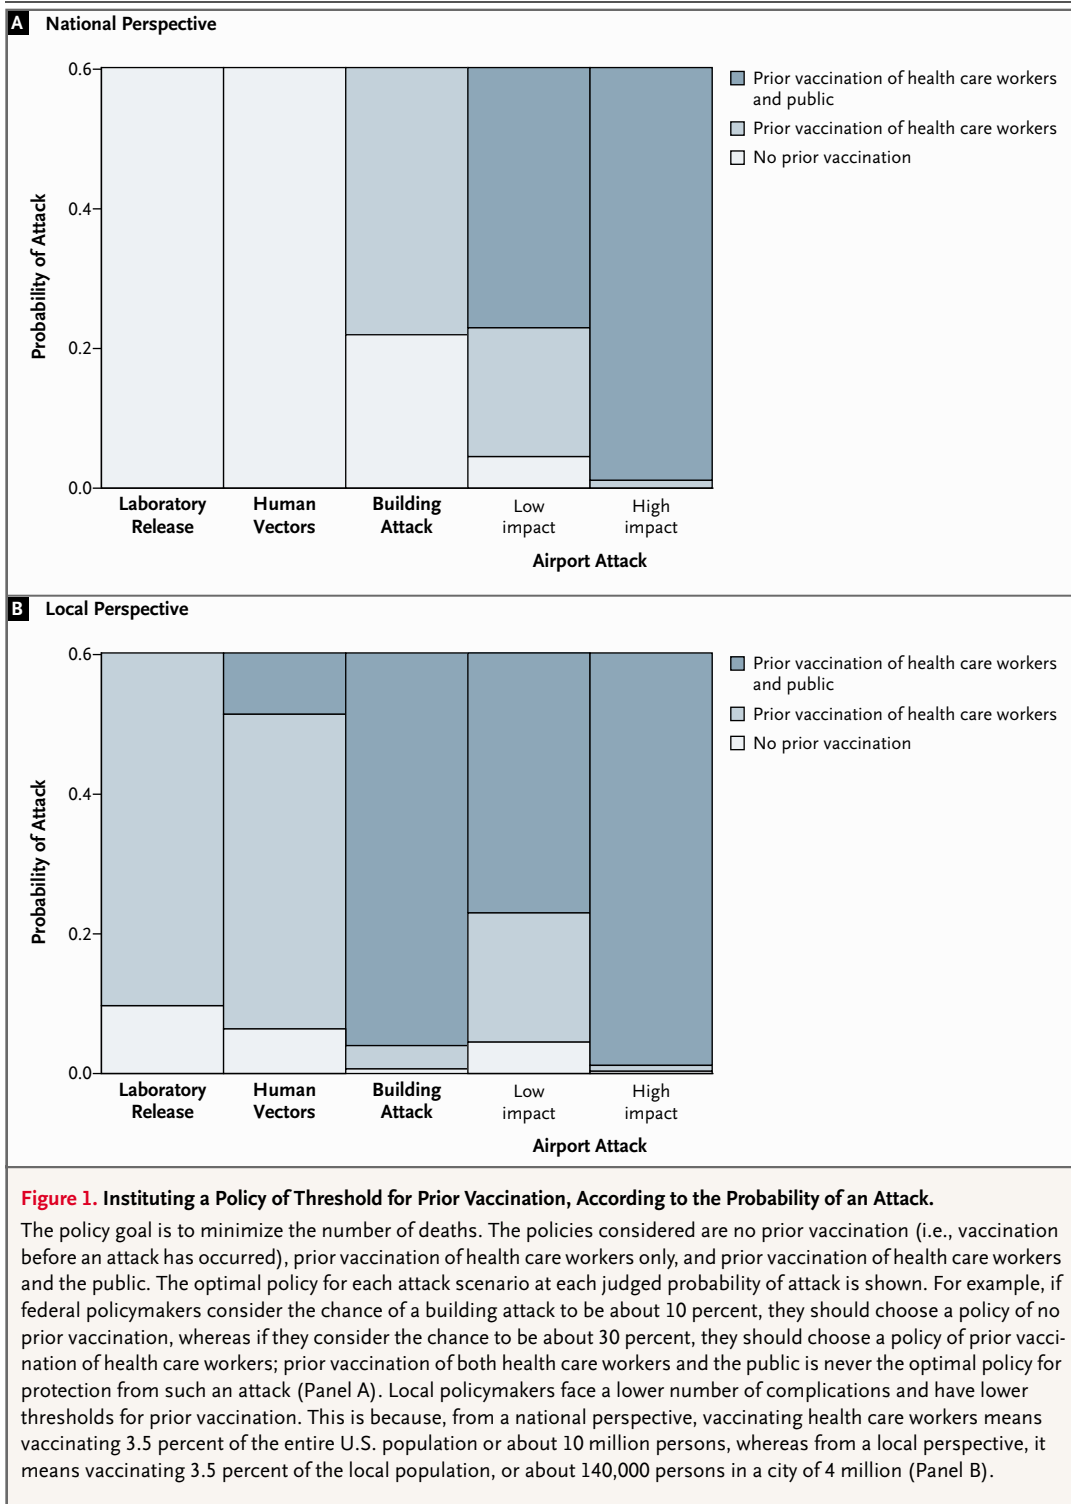 A National Perspective
0.6
0.4
0.2
0.0
Probability of Attack
Prior vaccination of health care workers
and public
Prior vaccination of health care workers
No prior vaccination
Laboratory
Release
Human
Vectors
Building
Attack
Low
impact
High
impact
Airport Attack
B Local Perspective
0.6
0.4
0.2
0.0
Probability of Attack
Prior vaccination of health care workers
and public
Prior vaccination of health care workers
No prior vaccination
Laboratory
Release
Human
Vectors
Building
Attack
Low
impact
High
impact
Airport Attack
Figure 1. Instituting a Policy of Threshold for Prior Vaccination, According to the Probability of an Attack.
The policy goal is to minimize the number of deaths. The policies considered are no prior vaccination (i.e., vaccination
before an attack has occurred), prior vaccination of health care workers only, and prior vaccination of health care workers
and the public. The optimal policy for each attack scenario at each judged probability of attack is shown. For example, if
federal policymakers consider the chance of a building attack to be about 10 percent, they should choose a policy of no
prior vaccination, whereas if they consider the chance to be about 30 percent, they should choose a policy of prior vacci-
nation of health care workers; prior vaccination of both health care workers and the public is never the optimal policy for
protection from such an attack (Panel A). Local policymakers face a lower number of complications and have lower
thresholds for prior vaccination. This is because, from a national perspective, vaccinating health care workers means
vaccinating 3.5 percent of the entire U.S. population or about 10 million persons, whereas from a local perspective, it
means vaccinating 3.5 percent of the local population, or about 140,000 persons in a city of 4 million (Panel B).